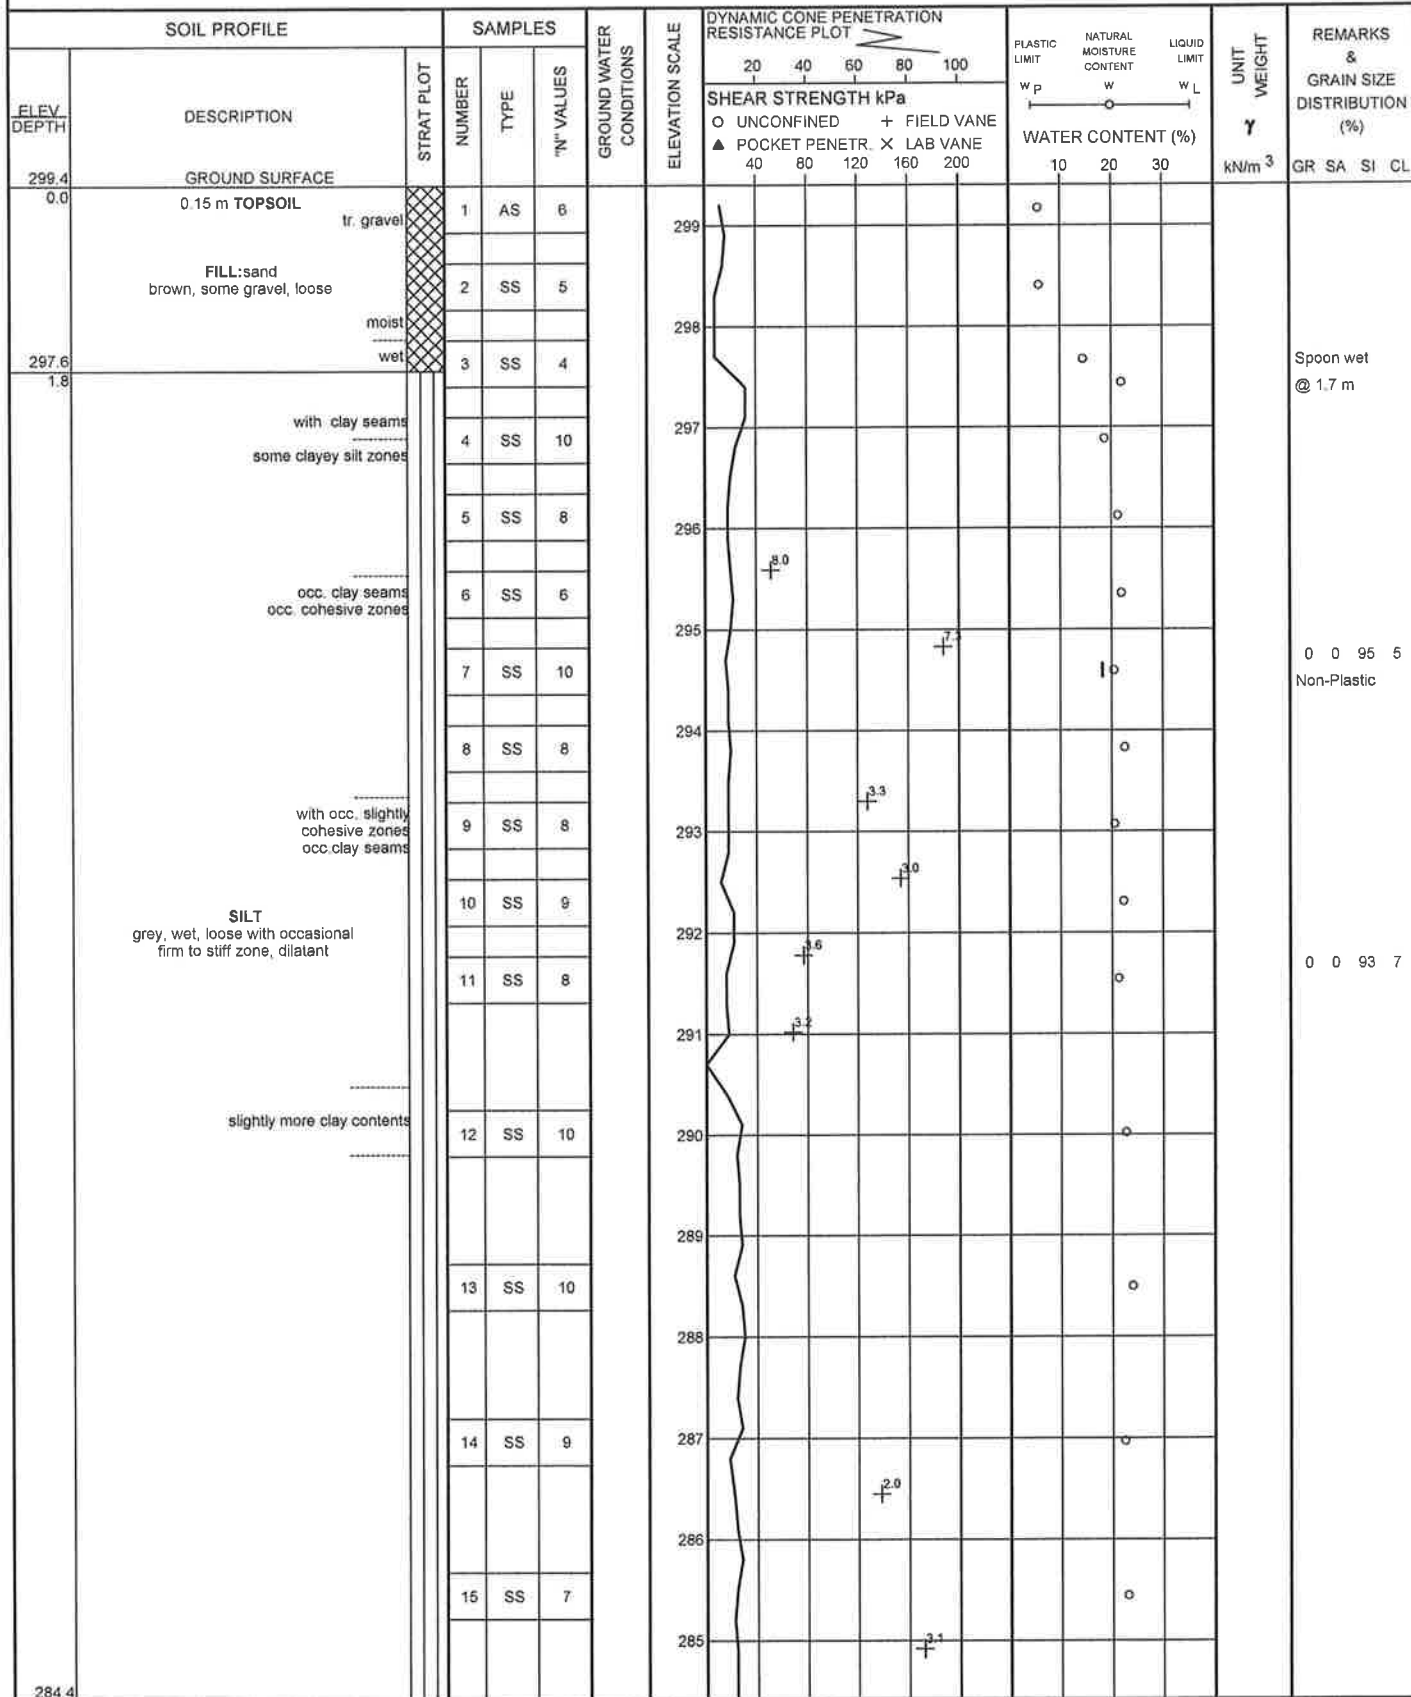 SOIL PROFILE
SAMPLES
GROUND WATER CONDITIONS
ELEVATION SCALE
DYNAMIC CONE PENETRATION
RESISTANCE PLOT
20 40 60 80 100
SHEAR STRENGTH kPa
O UNCONFINED + FIELD VANE
▲ POCKET PENETR. X LAB VANE
40 80 120 160 200
PLASTIC LIMIT
NATURAL MOISTURE CONTENT
LIQUID LIMIT
W P W W L
WATER CONTENT (%)
10 20 30
UNIT WEIGHT
γ
kN/m 3
REMARKS
&
GRAIN SIZE
DISTRIBUTION
(%)
GR SA SI CL
ELEV
DEPTH
DESCRIPTION
STRAT PLOT
NUMBER
TYPE
"N" VALUES
299.4 GROUND SURFACE
0.0 0.15 m TOPSOIL
tr. gravel
1 AS 6
299
FILL:sand
brown, some gravel, loose
2 SS 5
moist
298
wet
297.6
1.8
3 SS 4
Spoon wet
@ 1.7 m
with clay seams
297
4 SS 10
some clayey silt zones
5 SS 8
296
8.0
occ. clay seams
occ. cohesive zones
6 SS 6
295
7 SS 10
0 0 95 5
Non-Plastic
294
8 SS 8
3.3
with occ. slightly
cohesive zones
occ.clay seams
9 SS 8
293
3.0
10 SS 9
SILT
grey, wet, loose with occasional
firm to stiff zone, dilatant
292
3.6
0 0 93 7
11 SS 8
3.2
291
slightly more clay contents
12 SS 10
290
289
13 SS 10
288
14 SS 9
287
2.0
286
15 SS 7
285
3.1
284.4